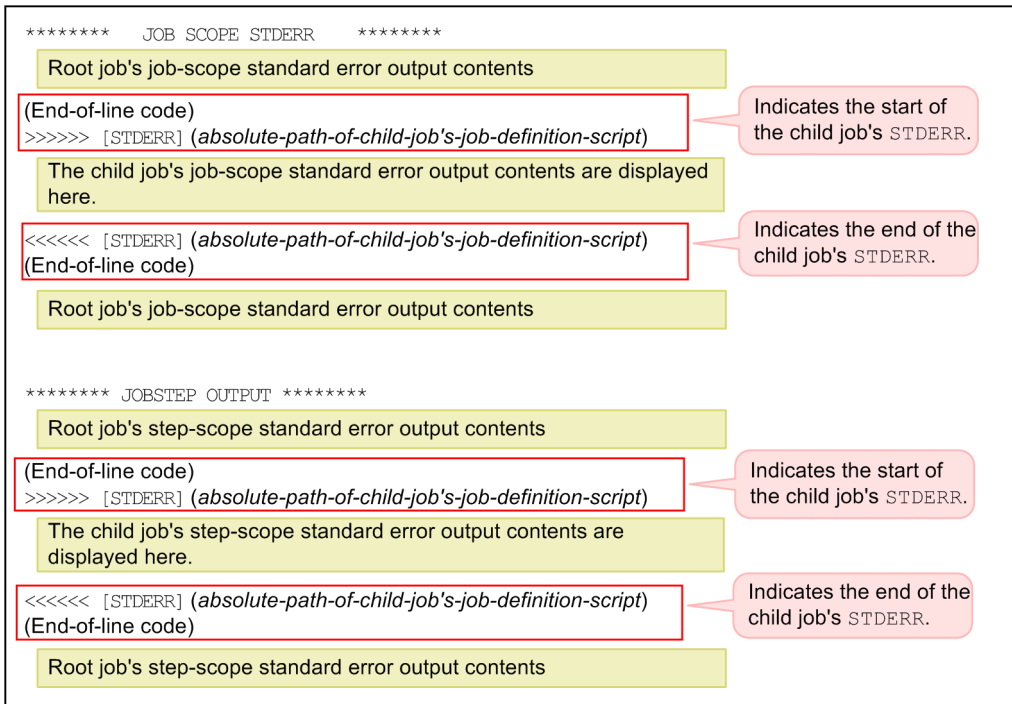 ******** JOB SCOPE STDERR ********
Root job's job-scope standard error output contents
(End-of-line code)
>>>>>> [STDERR] (absolute-path-of-child-job's-job-definition-script)
Indicates the start of
the child job's STDERR.
The child job's job-scope standard error output contents are displayed
here.
<<<<<< [STDERR] (absolute-path-of-child-job's-job-definition-script)
(End-of-line code)
Indicates the end of the
child job's STDERR.
Root job's job-scope standard error output contents
******** JOBSTEP OUTPUT ********
Root job's step-scope standard error output contents
(End-of-line code)
>>>>>> [STDERR] (absolute-path-of-child-job's-job-definition-script)
Indicates the start of
the child job's STDERR.
The child job's step-scope standard error output contents are
displayed here.
<<<<<< [STDERR] (absolute-path-of-child-job's-job-definition-script)
(End-of-line code)
Indicates the end of the
child job's STDERR.
Root job's step-scope standard error output contents